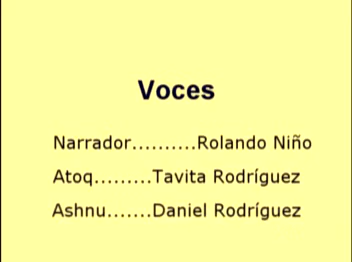 Voces
Narrador..........Rolando Niño
Atoq.........Tavita Rodríguez
Ashnu.......Daniel Rodríguez